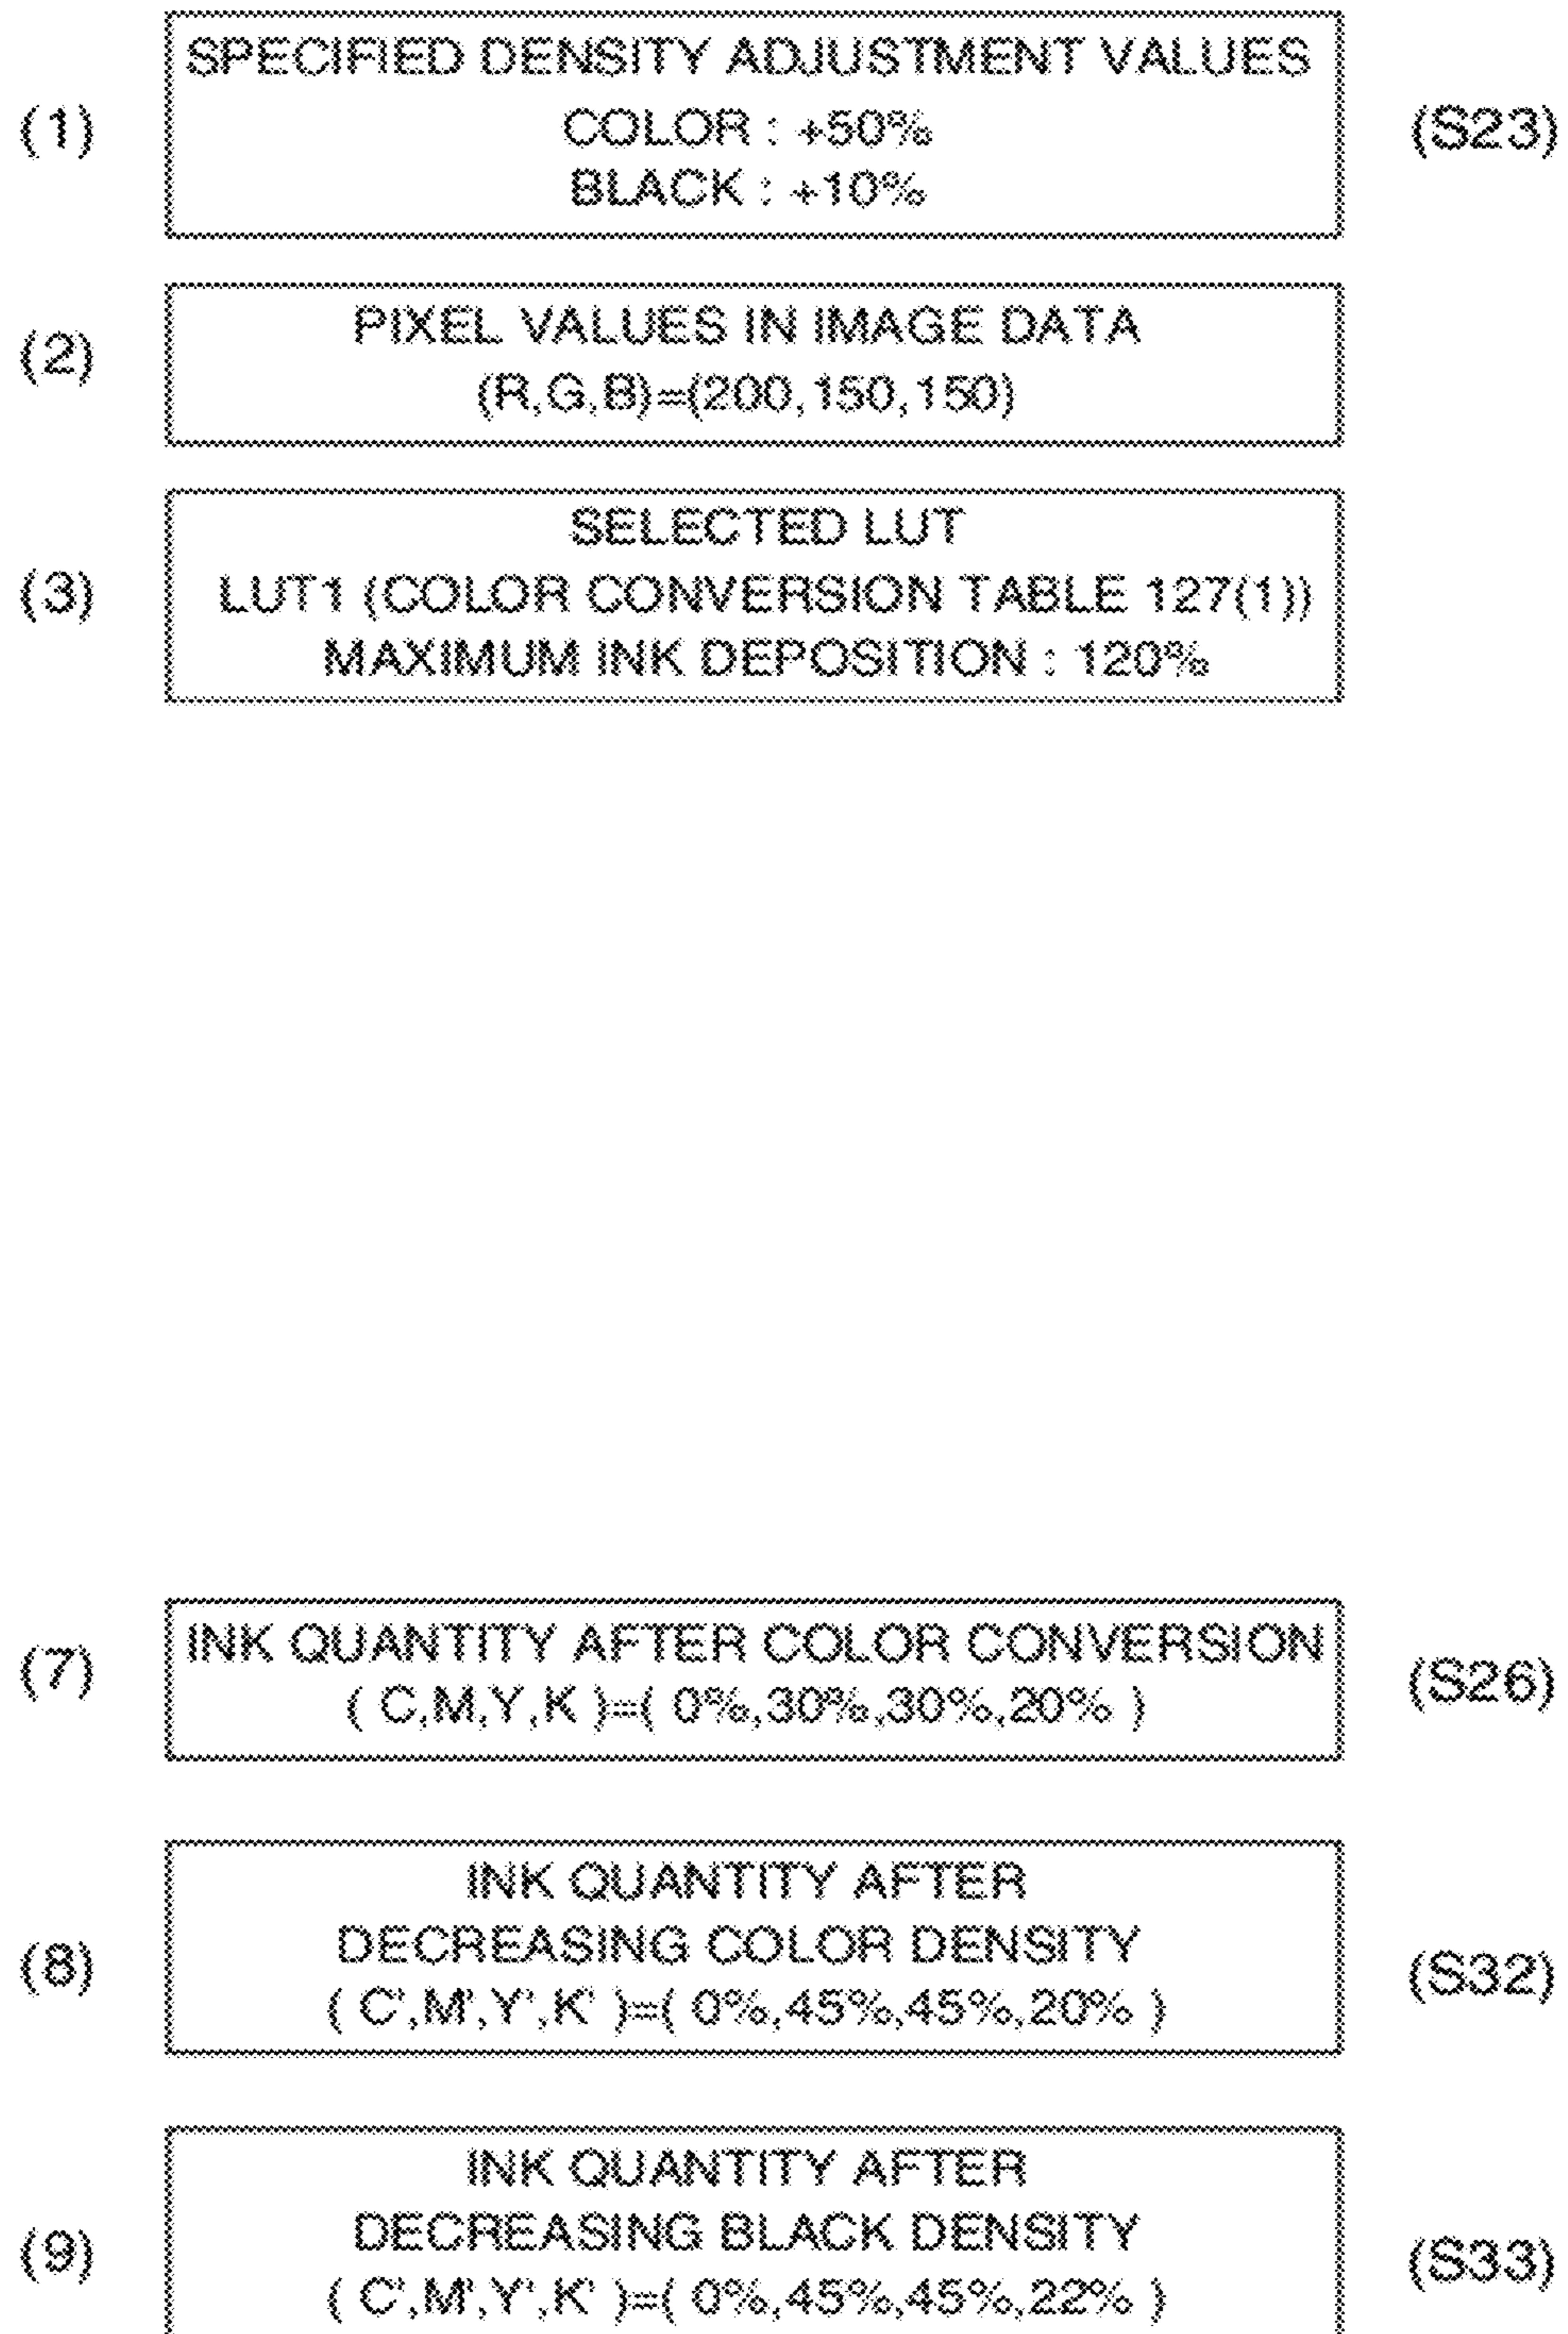 SPECIFIED DENSITY ADJUSTMENT VALUES
(1) COLOR : +50% (S23)
BLACK : +10%
PIXEL VALUES IN IMAGE DATA
(2)
(R,G,B)=(200,150,150)
SELECTED LUT
(3) LUT1 (COLOR CONVERSION TABLE 127(1))
MAXIMUM INK DEPOSITION : 120%
INK QUANTITY AFTER COLOR CONVERSION
(7) (S26)
( C,M,Y,K )=( 0%,30%,30%,20% )
INK QUANTITY AFTER
(8) DECREASING COLOR DENSITY (S32)
( C',M',Y',K' )=( 0%,45%,45%,20% )
INK QUANTITY AFTER
(9) DECREASING BLACK DENSITY (S33)
( C',M',Y',K' )=( 0%,45%,45%,22% )